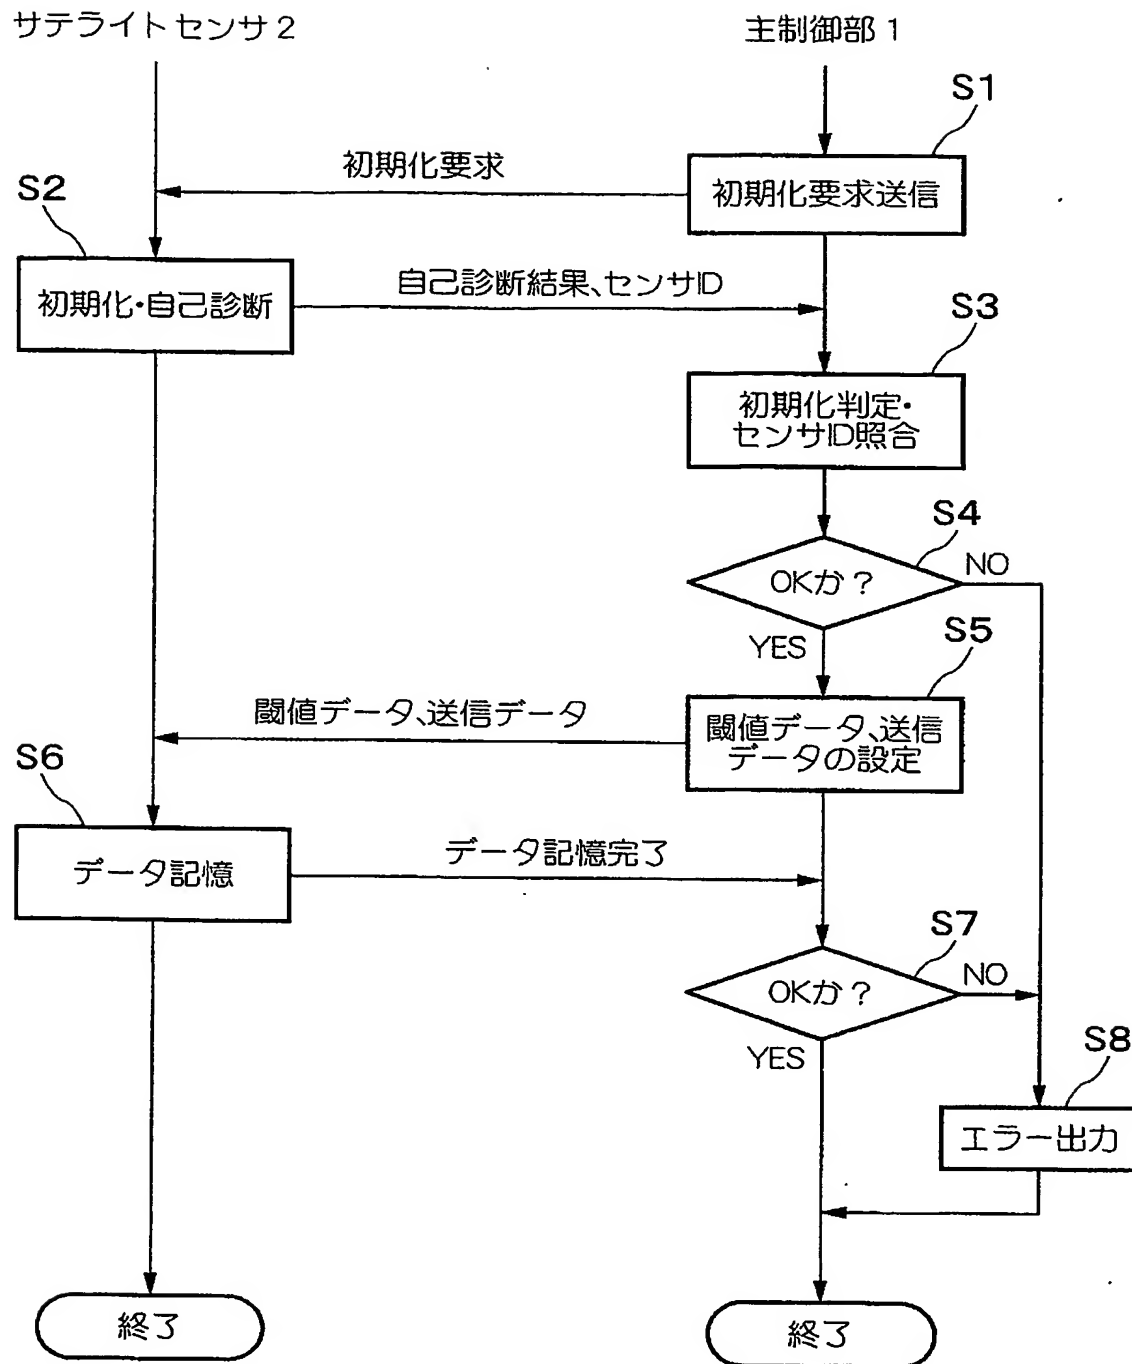 サテライトセンサ2
主制御部1
S1
初期化要求
初期化要求送信
S2
自己診断結果、センサID
初期化・自己診断
S3
初期化判定・
センサID照合
S4
OKか?
NO
YES
S5
閾値データ、送信データ
閾値データ、送信
データの設定
S6
データ記憶完了
データ記憶
S7
OKか?
NO
YES
S8
エラー出力
終了
終了